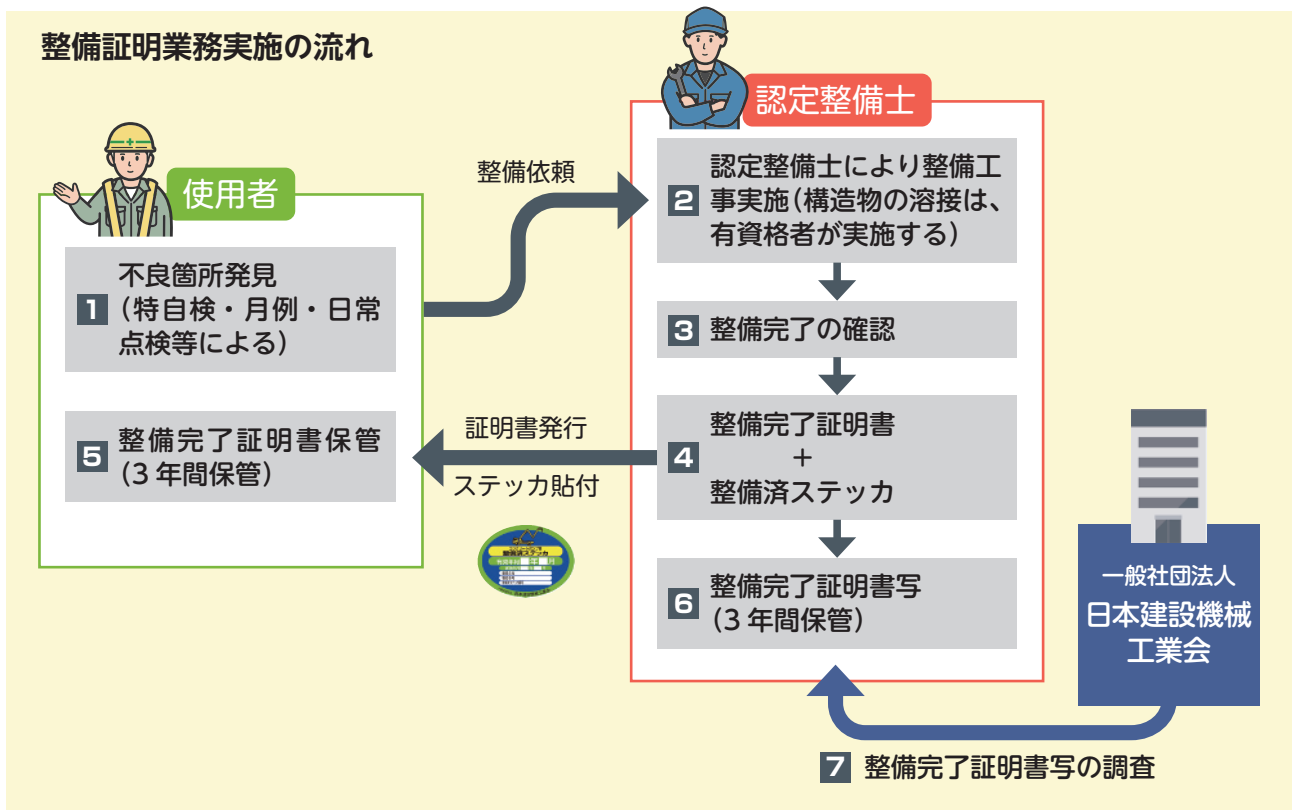 整備証明業務実施の流れ
使用者
1
不良箇所発見
(特自検・月例・日常
点検等による)
整備依頼
認定整備士
2
認定整備士により整備工
事実施(構造物の溶接は、
有資格者が実施する)
3 整備完了の確認
4
整備完了証明書
+
整備済ステッカ
証明書発行
ステッカ貼付
整備済ステッカ
5
整備完了証明書保管
(3年間保管)
6
整備完了証明書写
(3年間保管)
一般社団法人
日本建設機械
工業会
7 整備完了証明書写の調査